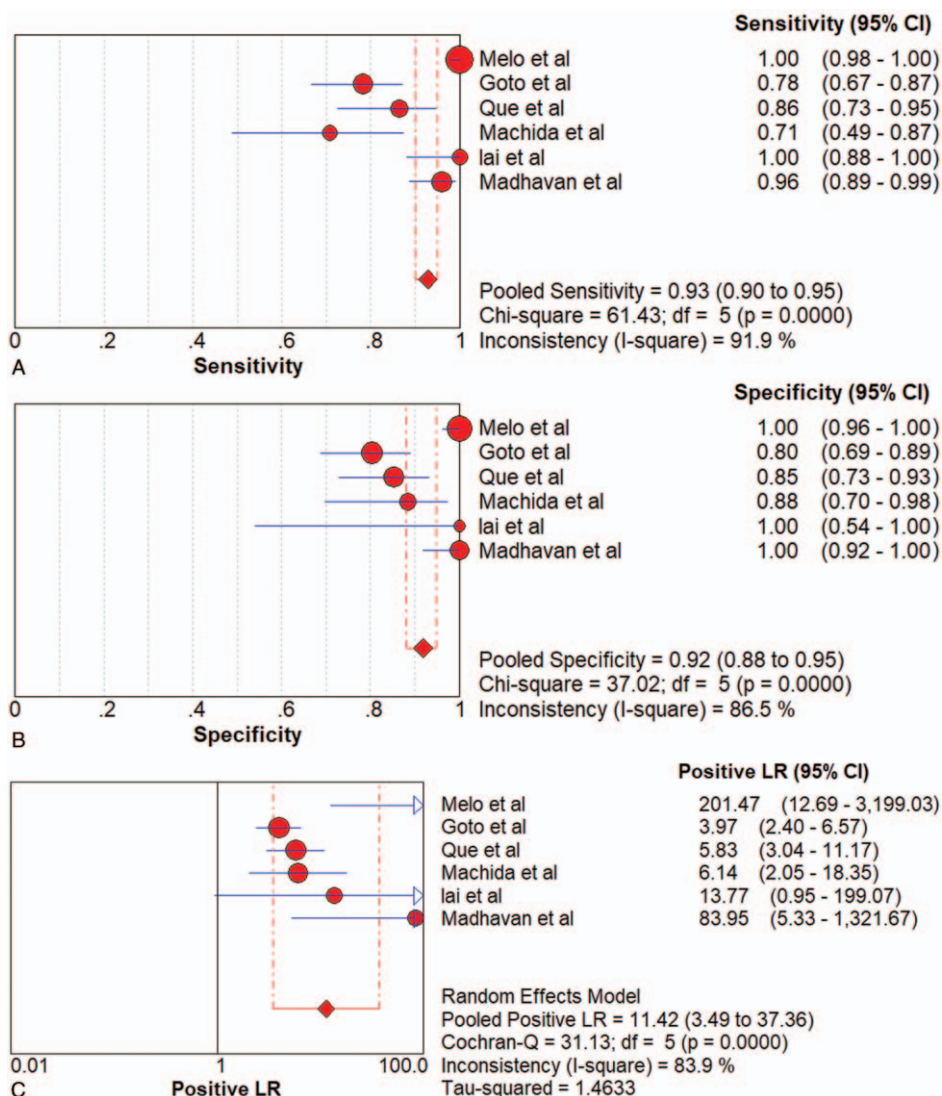 Sensitivity (95% CI)
Melo et al 1.00 (0.98 - 1.00)
Goto et al 0.78 (0.67 - 0.87)
Que et al 0.86 (0.73 - 0.95)
Machida et al 0.71 (0.49 - 0.87)
Iai et al 1.00 (0.88 - 1.00)
Madhavan et al 0.96 (0.89 - 0.99)
Pooled Sensitivity = 0.93 (0.90 to 0.95)
Chi-square = 61.43; df = 5 (p = 0.0000)
Inconsistency (I-square) = 91.9 %
0 .2 .4 .6 .8 1
A Sensitivity
Specificity (95% CI)
Melo et al 1.00 (0.96 - 1.00)
Goto et al 0.80 (0.69 - 0.89)
Que et al 0.85 (0.73 - 0.93)
Machida et al 0.88 (0.70 - 0.98)
Iai et al 1.00 (0.54 - 1.00)
Madhavan et al 1.00 (0.92 - 1.00)
Pooled Specificity = 0.92 (0.88 to 0.95)
Chi-square = 37.02; df = 5 (p = 0.0000)
Inconsistency (I-square) = 86.5 %
0 .2 .4 .6 .8 1
B Specificity
Positive LR (95% CI)
Melo et al 201.47 (12.69 - 3,199.03)
Goto et al 3.97 (2.40 - 6.57)
Que et al 5.83 (3.04 - 11.17)
Machida et al 6.14 (2.05 - 18.35)
Iai et al 13.77 (0.95 - 199.07)
Madhavan et al 83.95 (5.33 - 1,321.67)
Random Effects Model
Pooled Positive LR = 11.42 (3.49 to 37.36)
Cochran-Q = 31.13; df = 5 (p = 0.0000)
Inconsistency (I-square) = 83.9 %
Tau-squared = 1.4633
0.01 1 100.0
C Positive LR